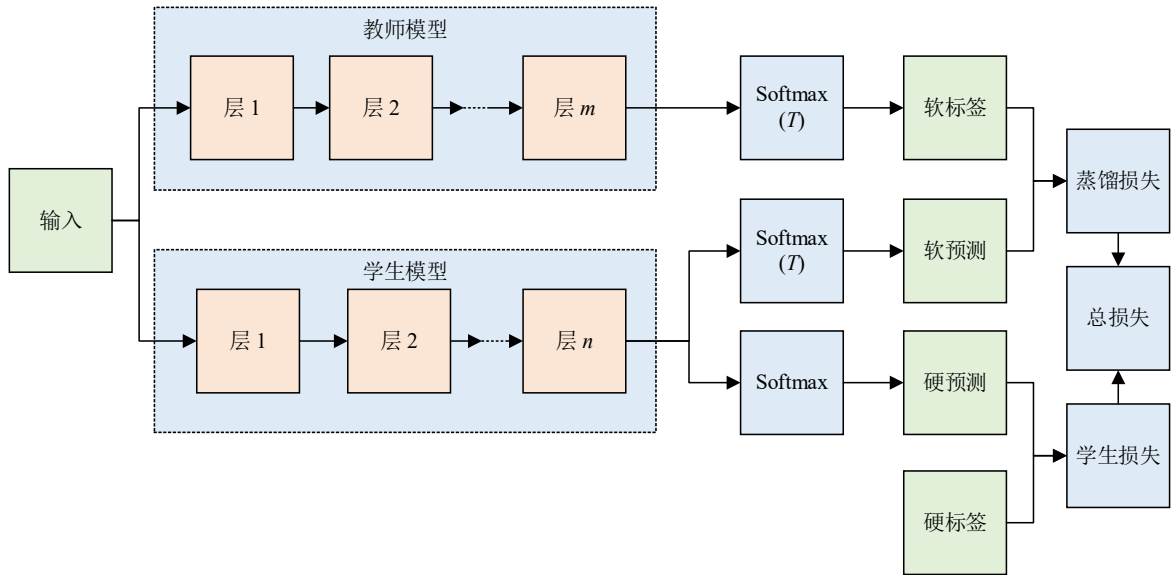 教师模型
层 1
层 2
层 m
Softmax
(T)
软标签
输入
蒸馏损失
学生模型
层 1
层 2
层 n
Softmax
(T)
软预测
总损失
Softmax
硬预测
学生损失
硬标签